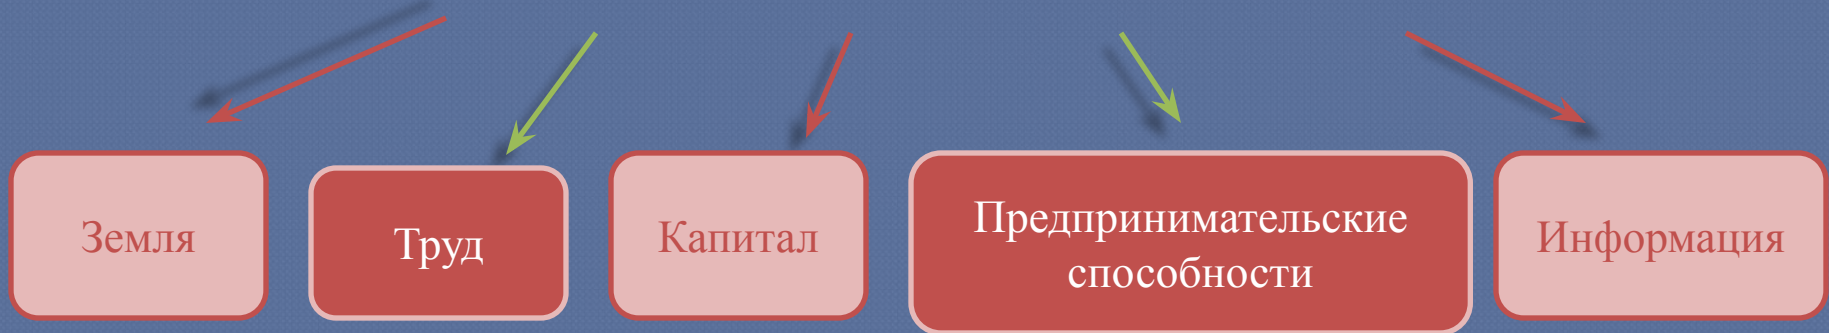 Земля
Труд
Капитал
Предпринимательские
способности
Информация